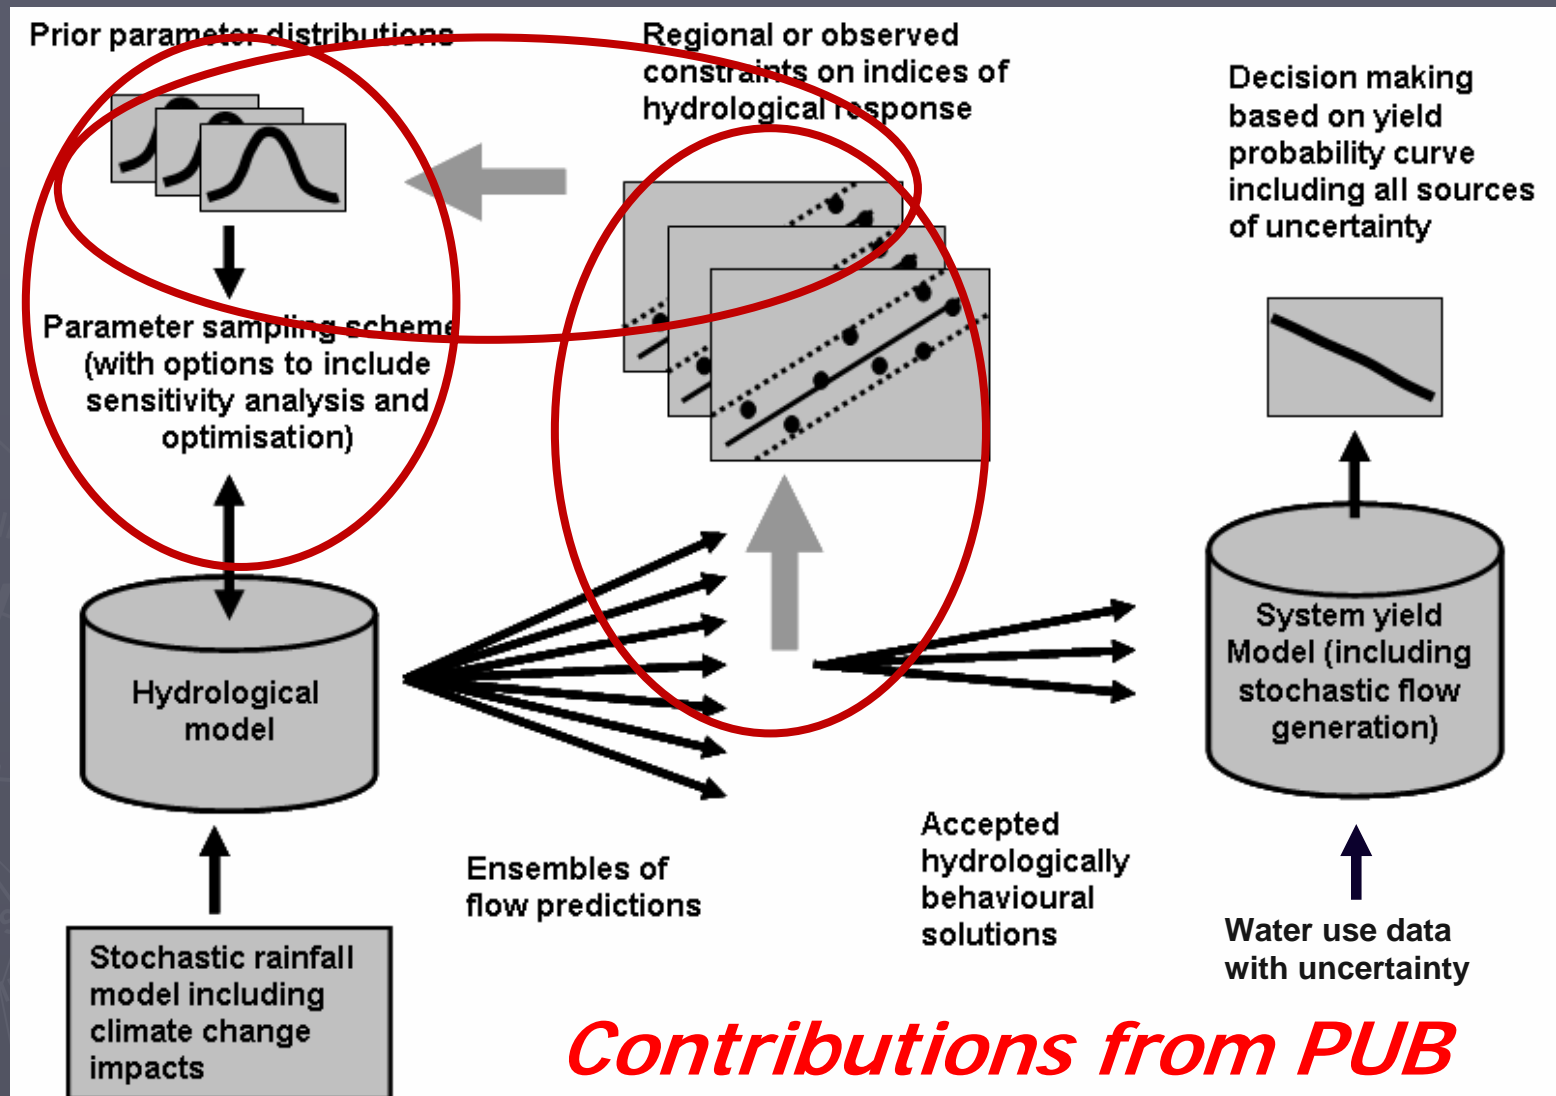 Prior parameter distributions
Regional or observed
constraints on indices of
hydrological response
Decision making
based on yield
probability curve
including all sources
of uncertainty
Parameter sampling scheme
(with options to include
sensitivity analysis and
optimisation)
Hydrological
model
System yield
Model (including
stochastic flow
generation)
Ensembles of
flow predictions
Accepted
hydrologically
behavioural
solutions
Water use data
with uncertainty
Stochastic rainfall
model including
climate change
impacts
Contributions from PUB